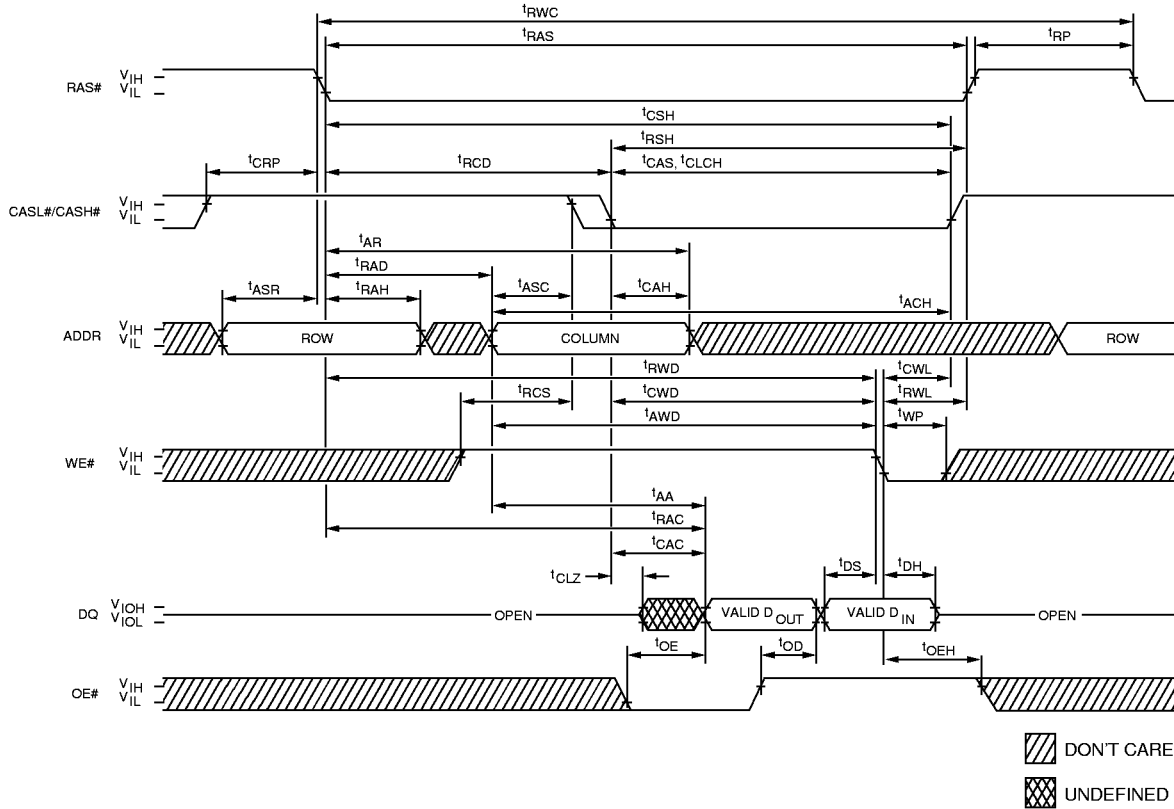 tRWC
tRAS
tRP
RAS#
VIH
VIL
tCSH
tRSH
tCRP
tRCD
tCAS, tCLCH
CASL#/CASH#
VIH
VIL
tAR
tRAD
tASC
tCAH
tASR
tRAH
tACH
ADDR
VIH
VIL
ROW
COLUMN
ROW
tRWD
tCWL
tRCS
tCWD
tRWL
tAWD
tWP
WE#
VIH
VIL
tAA
tRAC
tCAC
tCLZ
tDS
tDH
DQ
VIOH
VIOL
OPEN
VALID DOUT
VALID DIN
OPEN
tOE
tOD
tOEH
OE#
VIH
VIL
DON'T CARE
UNDEFINED